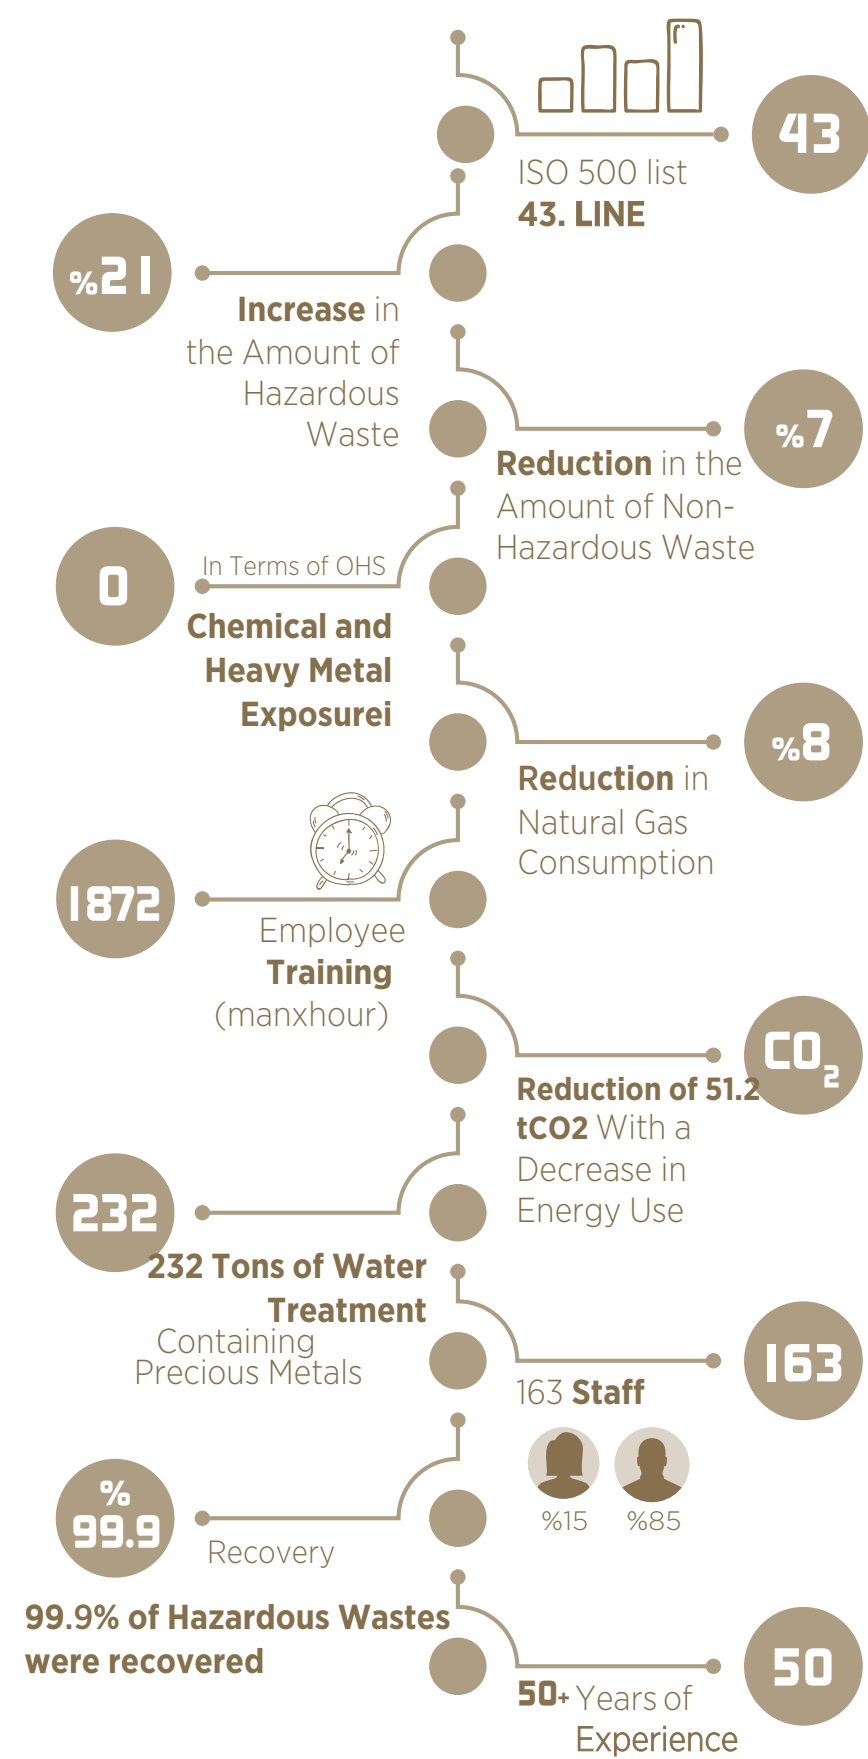 43
ISO 500 list
43. LINE
%21
Increase in
the Amount of
Hazardous
Waste
%7
Reduction in the
Amount of Non-
Hazardous Waste
0
In Terms of OHS
Chemical and
Heavy Metal
Exposurei
%8
Reduction in
Natural Gas
Consumption
1872
Employee
Training
(manxhour)
CO2
Reduction of 51.2
tCO2 With a
Decrease in
Energy Use
232
232 Tons of Water
Treatment
Containing
Precious Metals
163
163 Staff
%15 %85
%
99.9
Recovery
99.9% of Hazardous Wastes
were recovered
50
50+ Years of
Experience